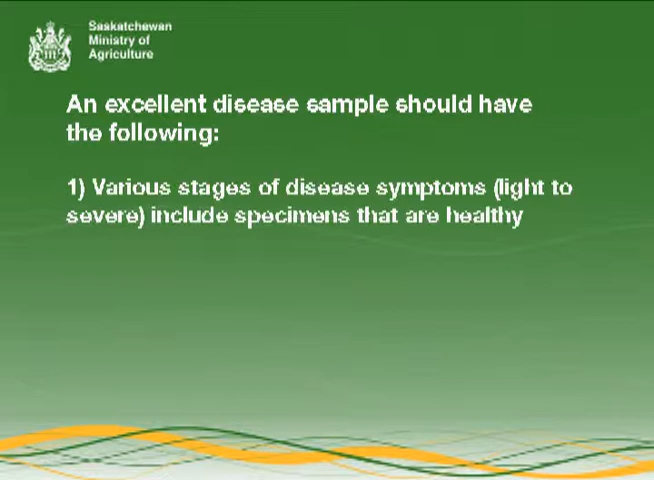 Saskatchewan
Ministry of
Agriculture
An excellent disease sample should have
the following:
1) Various stages of disease symptoms (light to
severe) include specimens that are healthy